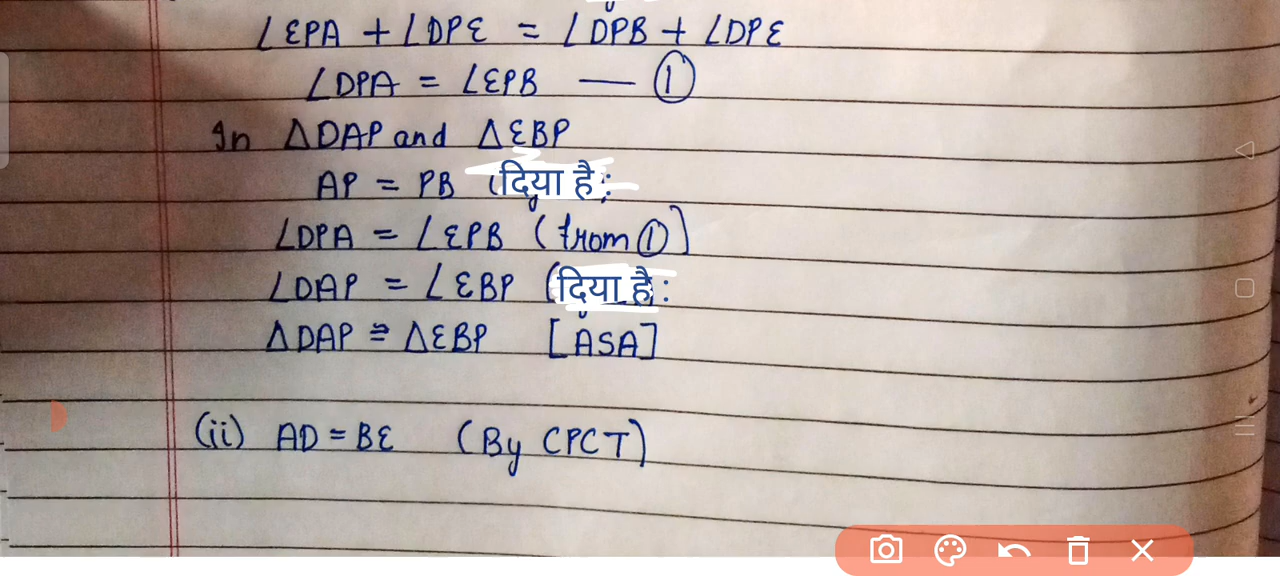 ∠EPA + ∠DPE = ∠DPB + ∠DPE
∠DPA = ∠EPB — ①
In ΔDAP and ΔEBP
AP = PB (दिया है:
∠DPA = ∠EPB (from ①)
∠DAP = ∠EBP (दिया है:
ΔDAP ≅ ΔEBP [ASA]
(ii) AD = BE (By CPCT)